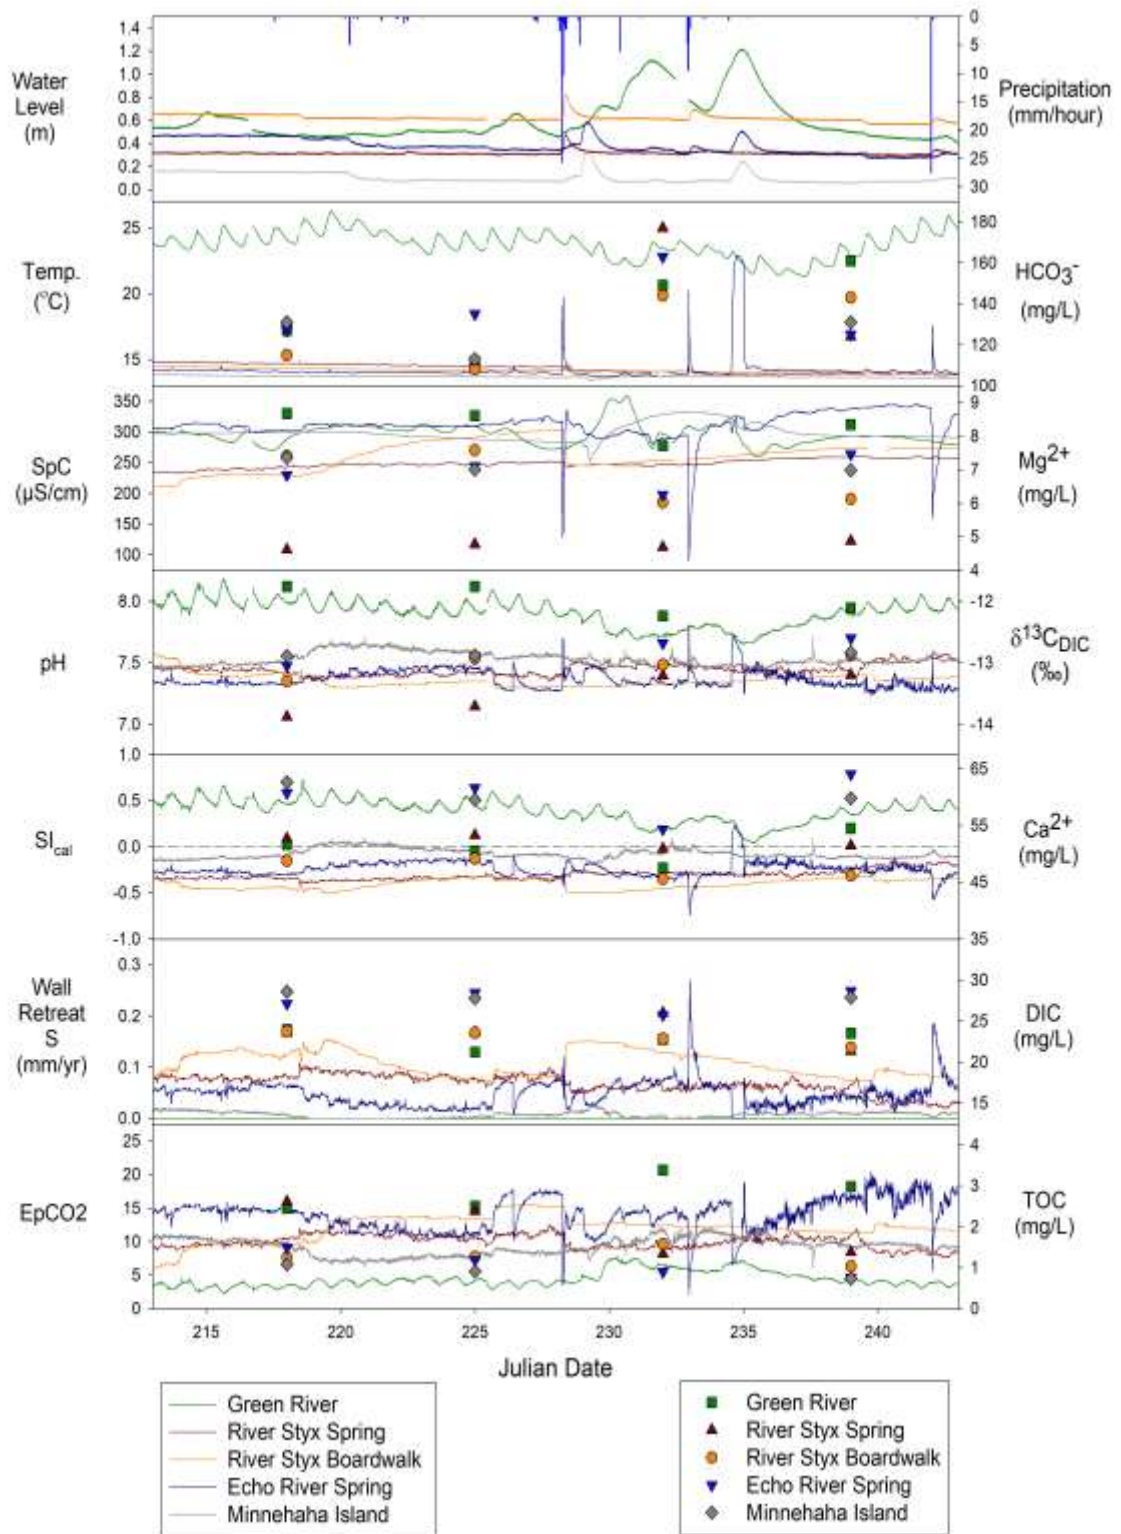 Water
Level
(m)
1.4
1.2
1.0
0.8
0.6
0.4
0.2
0.0
0
5
10
15
20
25
30
Precipitation
(mm/hour)
Temp.
(°C)
25
20
15
180
160
140
120
100
HCO₃⁻
(mg/L)
SpC
(µS/cm)
350
300
250
200
150
100
9
8
7
6
5
4
Mg²⁺
(mg/L)
pH
8.0
7.5
7.0
-12
-13
-14
δ¹³C_DIC
(‰)
SI_cal
1.0
0.5
0.0
-0.5
-1.0
65
55
45
35
Ca²⁺
(mg/L)
Wall
Retreat
S
(mm/yr)
0.3
0.2
0.1
0.0
30
25
20
15
DIC
(mg/L)
EpCO2
25
20
15
10
5
0
4
3
2
1
0
TOC
(mg/L)
215 220 225 230 235 240
Julian Date
Green River
River Styx Spring
River Styx Boardwalk
Echo River Spring
Minnehaha Island
Green River
River Styx Spring
River Styx Boardwalk
Echo River Spring
Minnehaha Island